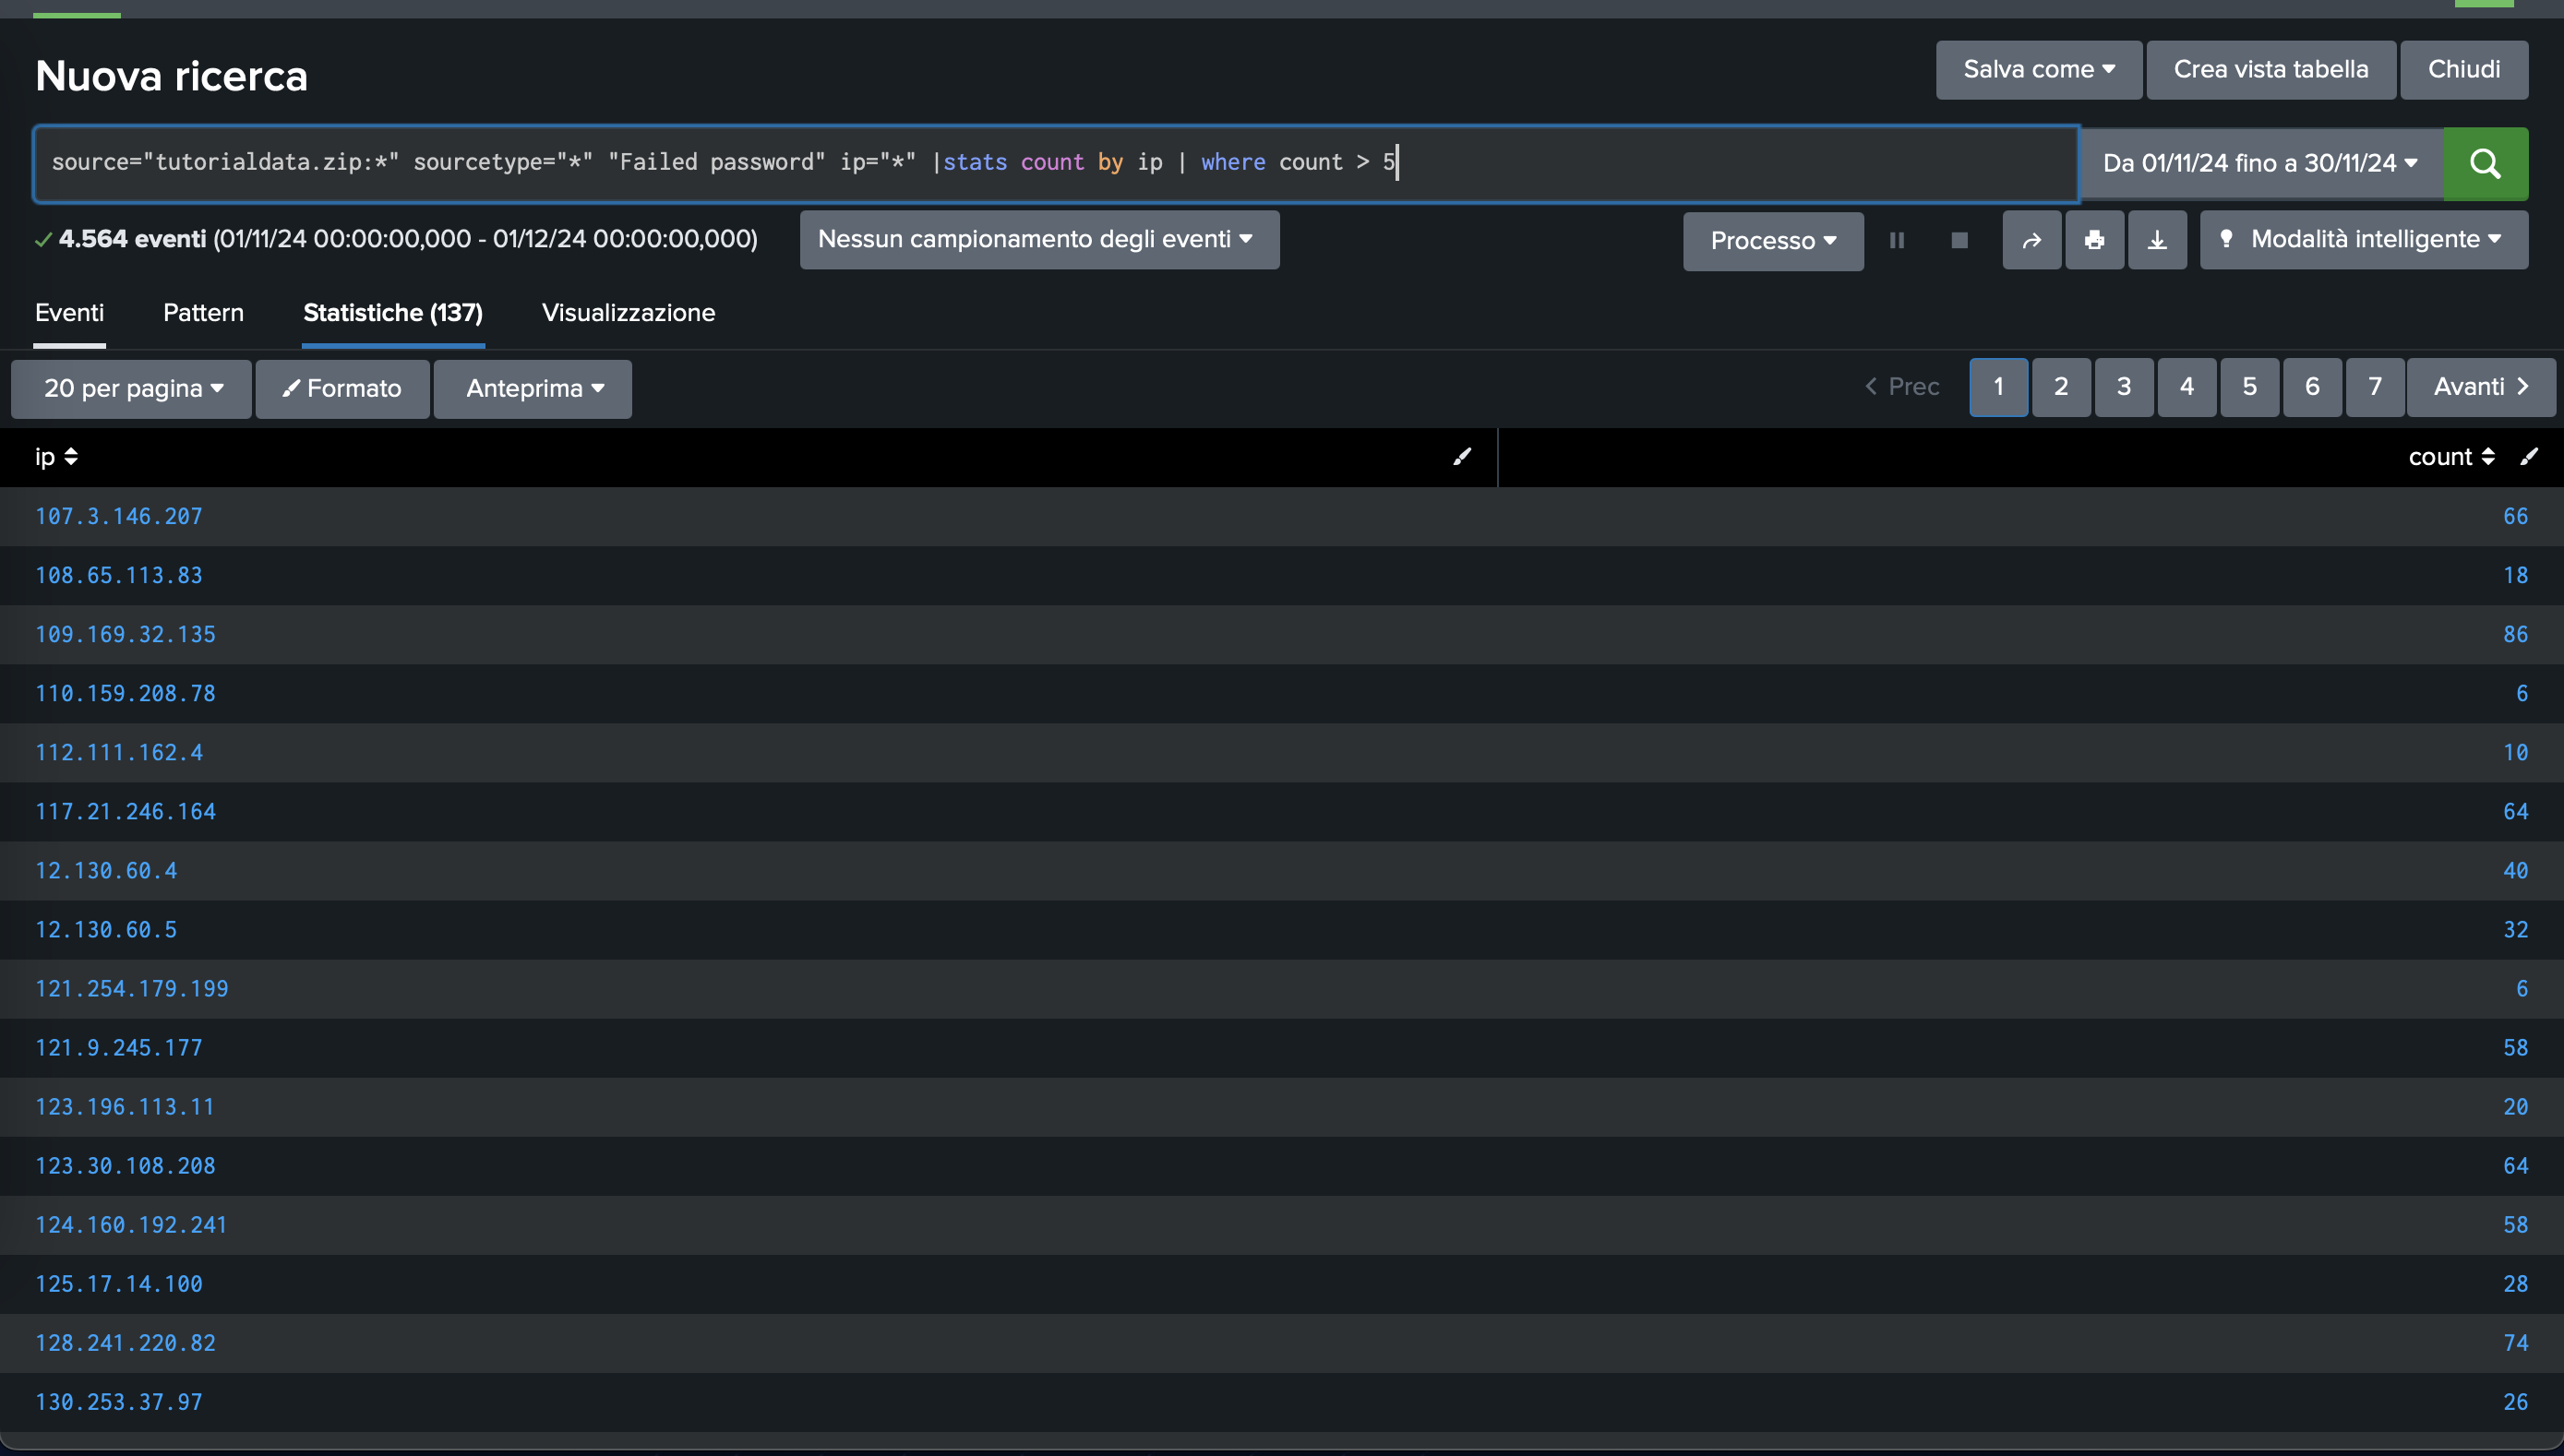 Nuova ricerca
Salva come
Crea vista tabella
Chiudi
source="tutorialdata.zip:*" sourcetype="*" "Failed password" ip="*" |stats count by ip | where count > 5
Da 01/11/24 fino a 30/11/24
4.564 eventi (01/11/24 00:00:00,000 - 01/12/24 00:00:00,000)
Nessun campionamento degli eventi
Processo
Modalità intelligente
Eventi
Pattern
Statistiche (137)
Visualizzazione
20 per pagina
Formato
Anteprima
< Prec
1
2
3
4
5
6
7
Avanti >
ip
count
107.3.146.207 66
108.65.113.83 18
109.169.32.135 86
110.159.208.78 6
112.111.162.4 10
117.21.246.164 64
12.130.60.4 40
12.130.60.5 32
121.254.179.199 6
121.9.245.177 58
123.196.113.11 20
123.30.108.208 64
124.160.192.241 58
125.17.14.100 28
128.241.220.82 74
130.253.37.97 26